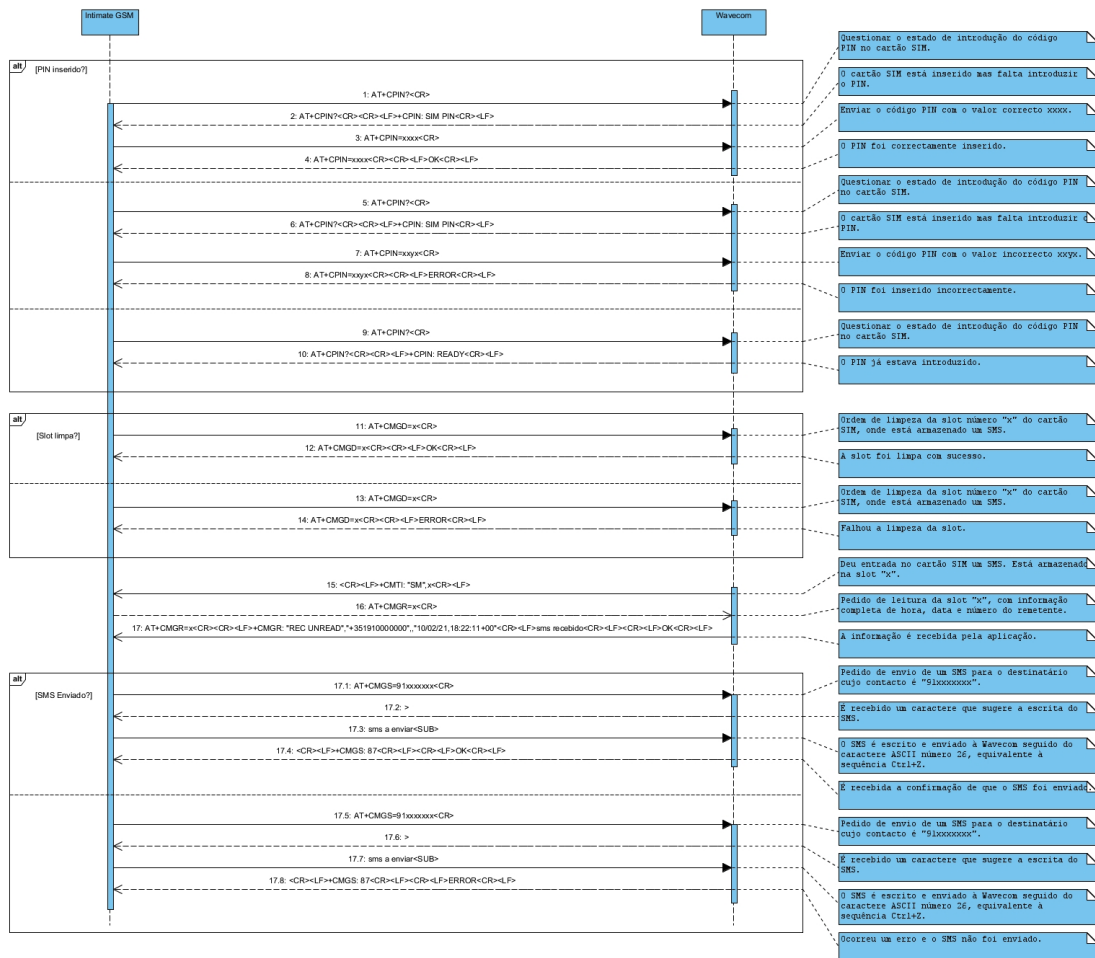 Intimate GSM
Wavecom
Questionar o estado de introdução do código
PIN no cartão SIM.
alt
[PIN inserido?]
O cartão SIM está inserido mas falta introduzir
o PIN.
1: AT+CPIN?<CR>
Enviar o código PIN com o valor correcto xxxx.
2: AT+CPIN?<CR><CR><LF>+CPIN: SIM PIN<CR><LF>
3: AT+CPIN=xxxx<CR>
O PIN foi correctamente inserido.
4: AT+CPIN=xxxx<CR><CR><LF>OK<CR><LF>
Questionar o estado de introdução do código PIN
no cartão SIM.
5: AT+CPIN?<CR>
O cartão SIM está inserido mas falta introduzir o
PIN.
6: AT+CPIN?<CR><CR><LF>+CPIN: SIM PIN<CR><LF>
7: AT+CPIN=xxyx<CR>
Enviar o código PIN com o valor incorrecto xxyx.
8: AT+CPIN=xxyx<CR><CR><LF>ERROR<CR><LF>
O PIN foi inserido incorrectamente.
9: AT+CPIN?<CR>
Questionar o estado de introdução do código PIN
no cartão SIM.
10: AT+CPIN?<CR><CR><LF>+CPIN: READY<CR><LF>
O PIN já estava introduzido.
alt
[Slot limpa?]
11: AT+CMGD=x<CR>
Ordem de limpeza da slot número "x" do cartão
SIM, onde está armazenado um SMS.
12: AT+CMGD=x<CR><CR><LF>OK<CR><LF>
A slot foi limpa com sucesso.
13: AT+CMGD=x<CR>
Ordem de limpeza da slot número "x" do cartão
SIM, onde está armazenado um SMS.
14: AT+CMGD=x<CR><CR><LF>ERROR<CR><LF>
Falhou a limpeza da slot.
Deu entrada no cartão SIM um SMS. Está armazenado
na slot "x".
15: <CR><LF>+CMTI: "SM",x<CR><LF>
16: AT+CMGR=x<CR>
Pedido de leitura da slot "x", com informação
completa de hora, data e número do remetente.
17: AT+CMGR=x<CR><CR><LF>+CMGR: "REC UNREAD","+351910000000",,"10/02/21,18:22:11+00"<CR><LF>sms recebido<CR><LF><CR><LF>OK<CR><LF>
A informação é recebida pela aplicação.
alt
[SMS Enviado?]
17.1: AT+CMGS=91xxxxxxx<CR>
Pedido de envio de um SMS para o destinatário
cujo contacto é "91xxxxxxx".
17.2: >
É recebido um caractere que sugere a escrita do
SMS.
17.3: sms a enviar<SUB>
O SMS é escrito e enviado à Wavecom seguido do
caractere ASCII número 26, equivalente à
sequência Ctrl+Z.
17.4: <CR><LF>+CMGS: 87<CR><LF><CR><LF>OK<CR><LF>
É recebida a confirmação de que o SMS foi enviado.
17.5: AT+CMGS=91xxxxxxx<CR>
Pedido de envio de um SMS para o destinatário
cujo contacto é "91xxxxxxx".
17.6: >
É recebido um caractere que sugere a escrita do
SMS.
17.7: sms a enviar<SUB>
17.8: <CR><LF>+CMGS: 87<CR><LF><CR><LF>ERROR<CR><LF>
O SMS é escrito e enviado à Wavecom seguido do
caractere ASCII número 26, equivalente à
sequência Ctrl+Z.
Ocorreu um erro e o SMS não foi enviado.